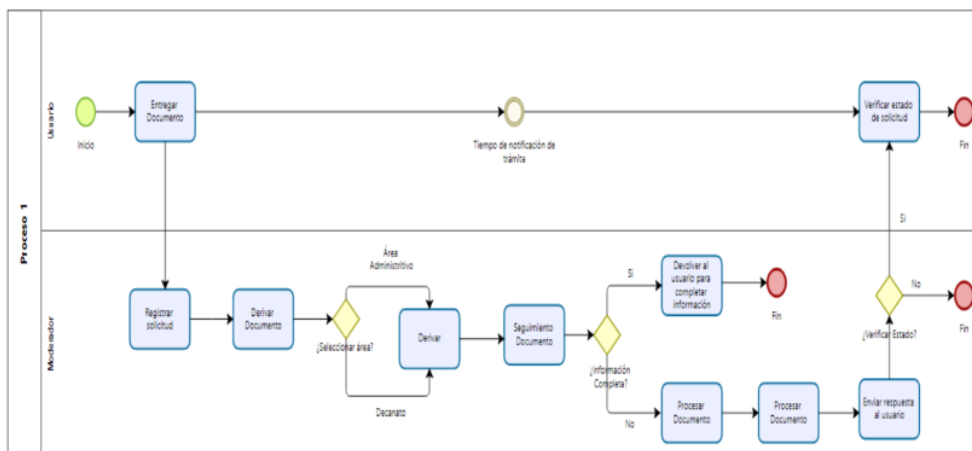 Proceso 1
Usuario
Inicio
Entregar
Documento
Tiempo de notificación de
trámite
Verificar estado
de solicitud
Fin
Moderador
Registrar
solicitud
Derivar
Documento
¿Seleccionar área?
Área
Administritivo
Decanato
Derivar
Seguimiento
Documento
¿Información
Completa?
Si
Devolver al
usuario para
completar
información
Fin
No
Procesar
Documento
Procesar
Documento
Enviar respuesta
al usuario
¿Verificar Estado?
Si
No
Fin